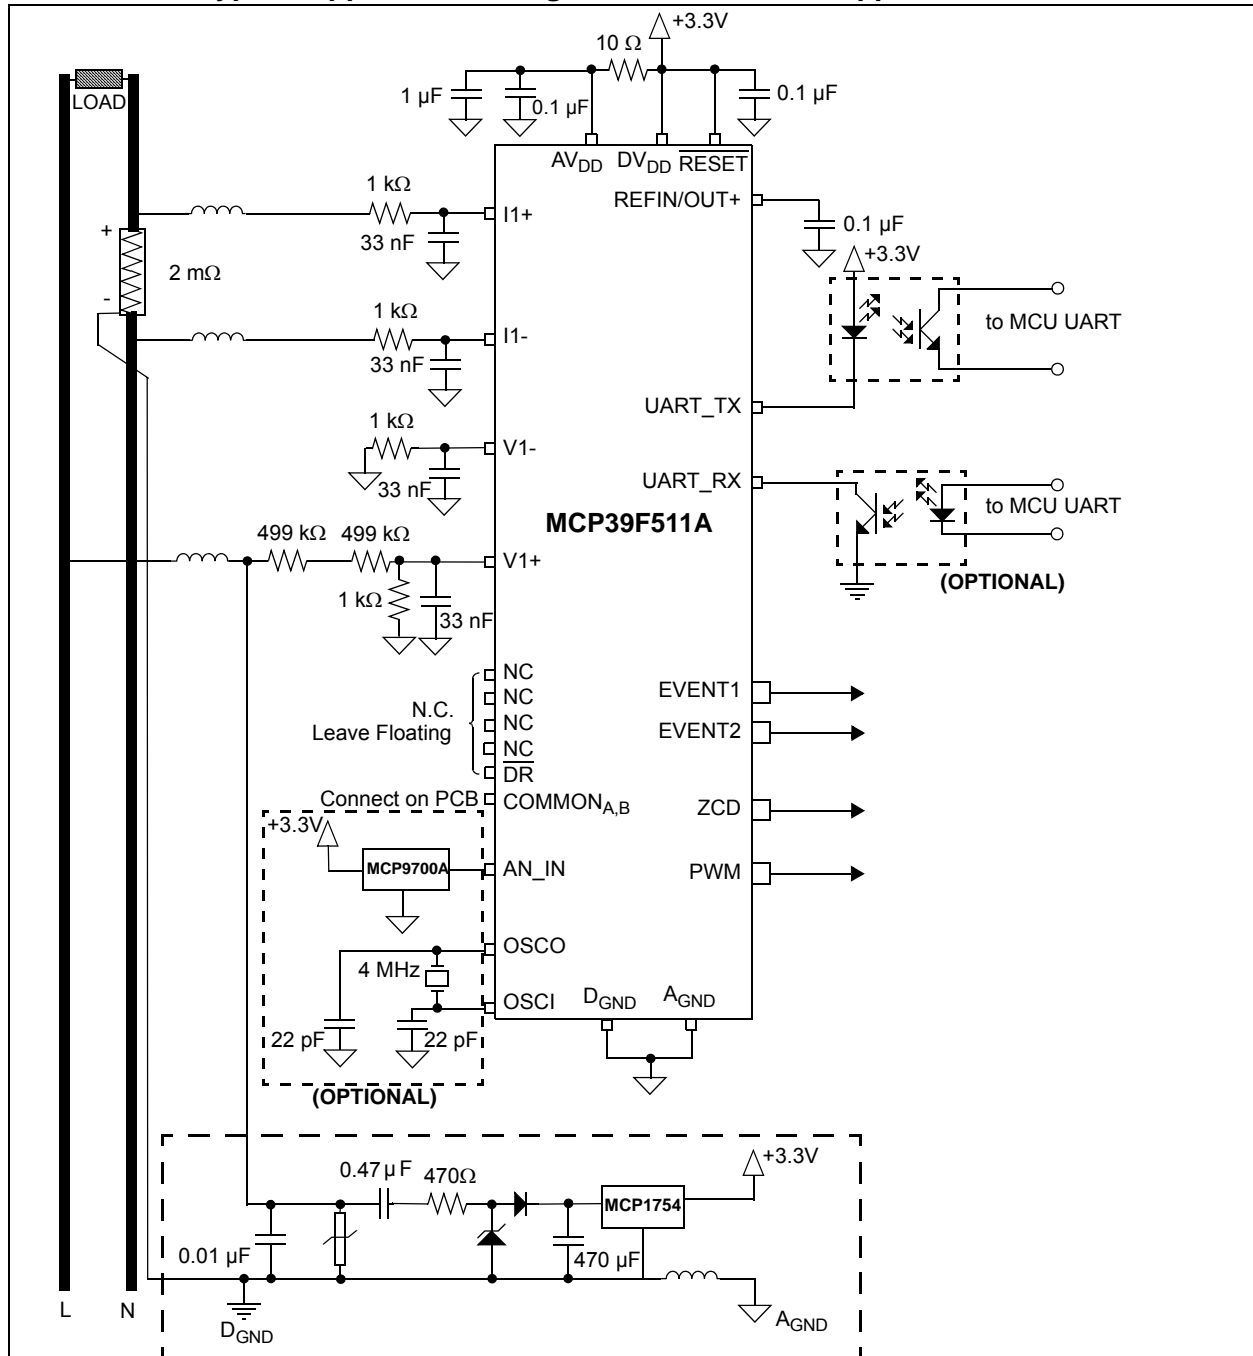 +3.3V
10 Ω
LOAD
1 µF
0.1 µF
0.1 µF
AVDD
DVDD
RESET
1 kΩ
REFIN/OUT+
I1+
33 nF
0.1 µF
+
+3.3V
2 mΩ
-
1 kΩ
to MCU UART
I1-
33 nF
UART_TX
1 kΩ
V1-
UART_RX
33 nF
to MCU UART
MCP39F511A
499 kΩ
499 kΩ
V1+
(OPTIONAL)
1 kΩ
33 nF
NC
EVENT1
NC
N.C.
Leave Floating
NC
EVENT2
NC
DR
Connect on PCB
COMMONA,B
ZCD
+3.3V
MCP9700A
AN_IN
PWM
OSCO
4 MHz
OSCI
DGND
AGND
22 pF
22 pF
(OPTIONAL)
+3.3V
0.47µ F
470Ω
MCP1754
0.01 µF
470 µF
L
N
DGND
AGND